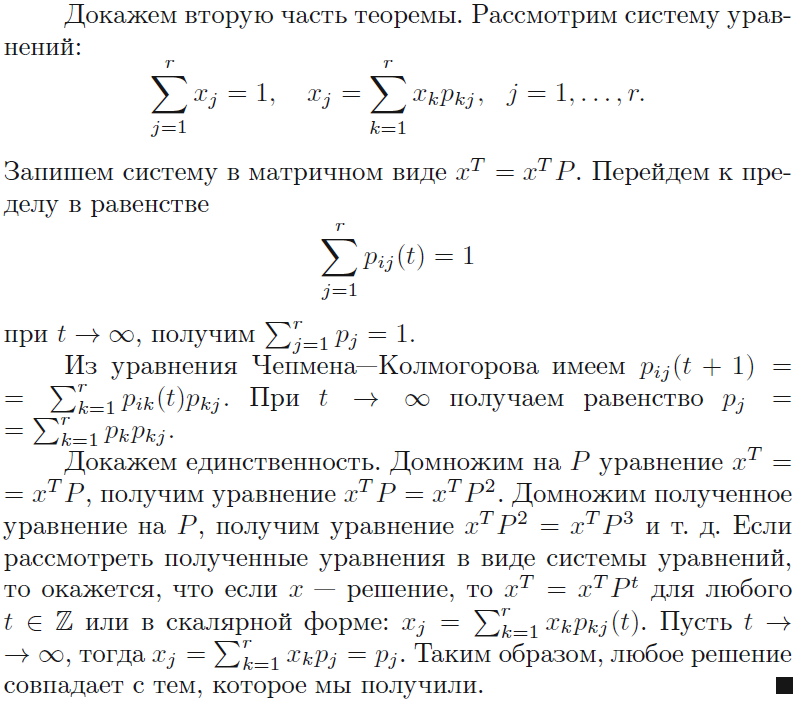 Докажем вторую часть теоремы. Рассмотрим систему урав-
нений:
$$\sum_{j=1}^{r} x_j = 1, \quad x_j = \sum_{k=1}^{r} x_k p_{kj}, \quad j = 1, \ldots, r.$$
Запишем систему в матричном виде $x^T = x^T P$. Перейдем к пре-
делу в равенстве
$$\sum_{j=1}^{r} p_{ij}(t) = 1$$
при $t \to \infty$, получим $\sum_{j=1}^{r} p_j = 1$.
Из уравнения Чепмена—Колмогорова имеем $p_{ij}(t + 1) =$
$= \sum_{k=1}^{r} p_{ik}(t) p_{kj}$. При $t \to \infty$ получаем равенство $p_j =$
$= \sum_{k=1}^{r} p_k p_{kj}$.
Докажем единственность. Домножим на $P$ уравнение $x^T =$
$= x^T P$, получим уравнение $x^T P = x^T P^2$. Домножим полученное
уравнение на $P$, получим уравнение $x^T P^2 = x^T P^3$ и т. д. Если
рассмотреть полученные уравнения в виде системы уравнений,
то окажется, что если $x$ — решение, то $x^T = x^T P^t$ для любого
$t \in \mathbb{Z}$ или в скалярной форме: $x_j = \sum_{k=1}^{r} x_k p_{kj}(t)$. Пусть $t \to$
$\to \infty$, тогда $x_j = \sum_{k=1}^{r} x_k p_j = p_j$. Таким образом, любое решение
совпадает с тем, которое мы получили. ■